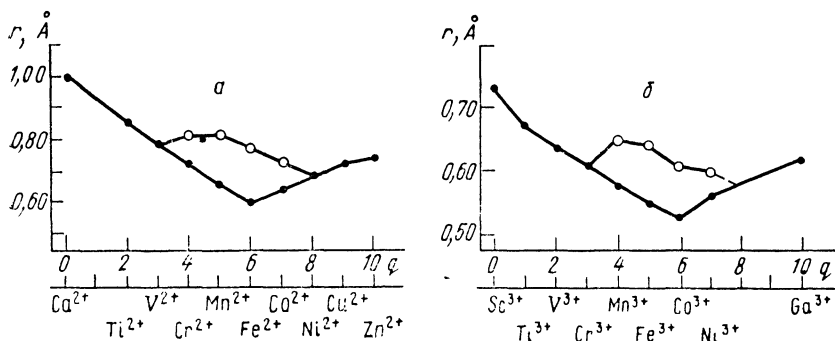 r, Å
1,00
0,80
0,60
а
0 2 4 6 8 10 q
Ca²⁺ V²⁺ Mn²⁺ Co²⁺ Cu²⁺
Ti²⁺ Cr²⁺ Fe²⁺ Ni²⁺ Zn²⁺
r, Å
0,70
0,60
0,50
б
0 2 4 6 8 10 q
Sc³⁺ V³⁺ Mn³⁺ Co³⁺ Ga³⁺
Ti³⁺ Cr³⁺ Fe³⁺ Ni³⁺